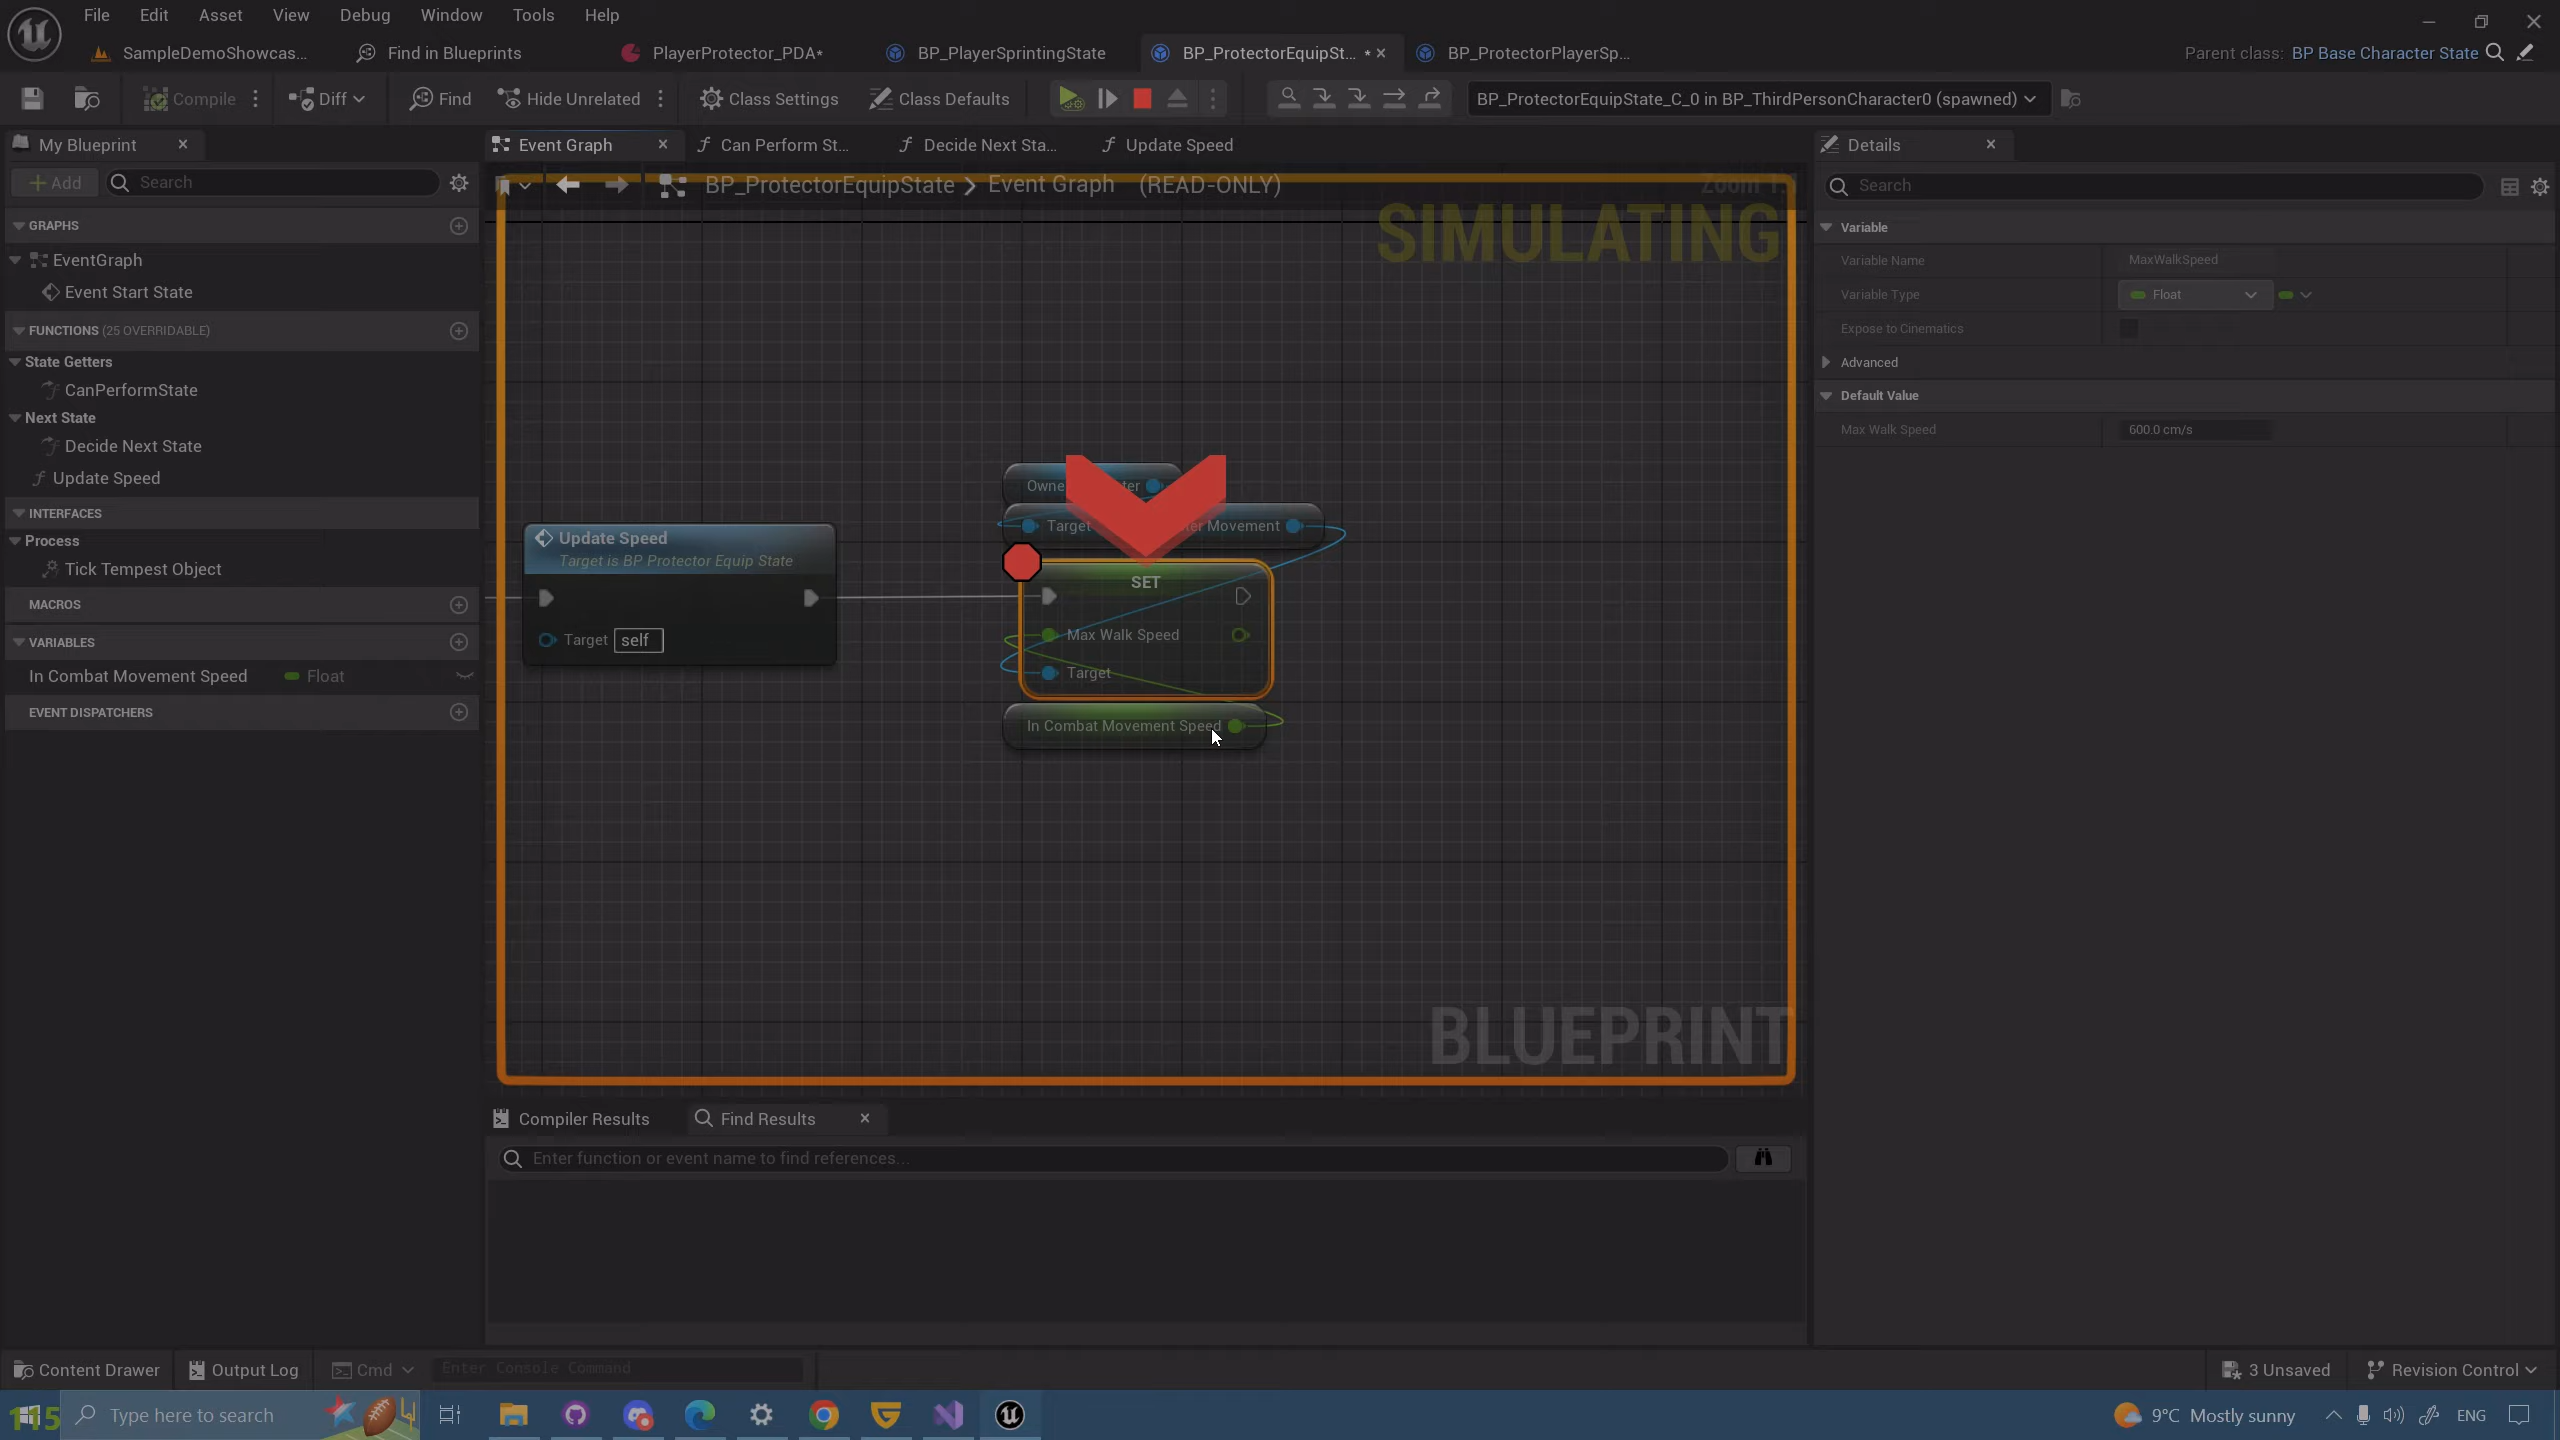 File Edit Asset View Debug Window Tools Help
SampleDemoShowcas... Find in Blueprints PlayerProtector_PDA* BP_PlayerSprintingState BP_ProtectorEquipSt... * BP_ProtectorPlayerSp... Parent class: BP Base Character State
Compile Diff Find Hide Unrelated Class Settings Class Defaults BP_ProtectorEquipState_C_0 in BP_ThirdPersonCharacter0 (spawned)
My Blueprint
Event Graph Can Perform St... Decide Next Sta... Update Speed
Details
Add Search
BP_ProtectorEquipState > Event Graph (READ-ONLY)
Zoom 1:1
Search
SIMULATING
GRAPHS
EventGraph
Event Start State
FUNCTIONS (25 OVERRIDABLE)
State Getters
CanPerformState
Next State
Decide Next State
Update Speed
INTERFACES
Process
Tick Tempest Object
MACROS
VARIABLES
In Combat Movement Speed Float
EVENT DISPATCHERS
Update Speed
Target is BP Protector Equip State
Target self
Target
SET
Max Walk Speed
Target
In Combat Movement Speed
BLUEPRINT
Variable
Variable Name MaxWalkSpeed
Variable Type Float
Expose to Cinematics
Advanced
Default Value
Max Walk Speed 600.0 cm/s
Compiler Results Find Results
Enter function or event name to find references...
Content Drawer Output Log Cmd Enter Console Command
3 Unsaved Revision Control
115 Type here to search
9°C Mostly sunny ENG